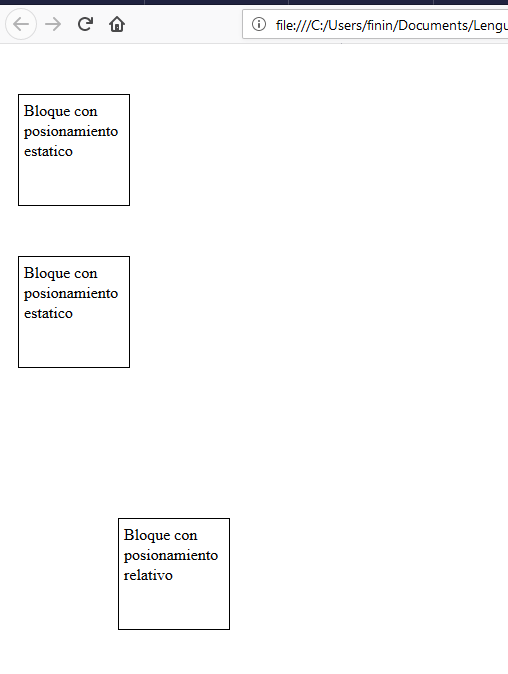 file:///C:/Users/finin/Documents/Lengu
Bloque con
posionamiento
estatico
Bloque con
posionamiento
estatico
Bloque con
posionamiento
relativo